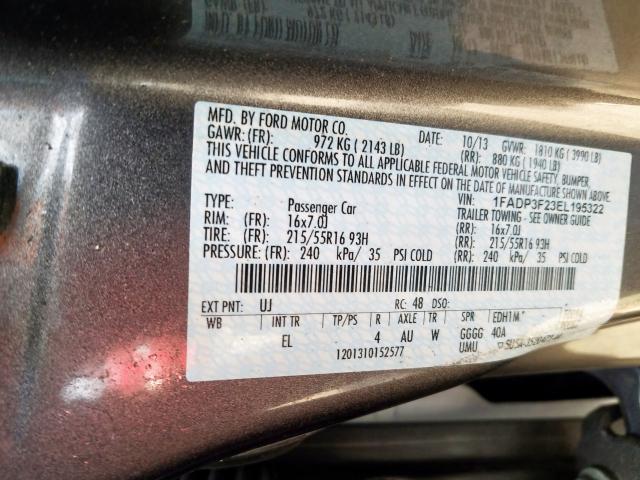 MFD. BY FORD MOTOR CO. DATE: 10/13 GVWR: 1810 KG ( 3990 LB)
GAWR: (FR): 972 KG ( 2143 LB) (RR): 880 KG ( 1940 LB)
THIS VEHICLE CONFORMS TO ALL APPLICABLE FEDERAL MOTOR VEHICLE SAFETY, BUMPER,
AND THEFT PREVENTION STANDARDS IN EFFECT ON THE DATE OF MANUFACTURE SHOWN ABOVE.
VIN: 1FADP3F23EL195322
TYPE: Passenger Car TRAILER TOWING - SEE OWNER GUIDE
RIM: (FR): 16x7.0J (RR): 16x7.0J
TIRE: (FR): 215/55R16 93H (RR): 215/55R16 93H
PRESSURE: (FR): 240 kPa/ 35 PSI COLD (RR): 240 kPa/ 35 PSI COLD
EXT PNT: UJ RC: 48 DSO:
WB INT TR TP/PS R AXLE TR SPR EDH1M*
EL 4 AU W GGGG 40A
1201310152577 UMU